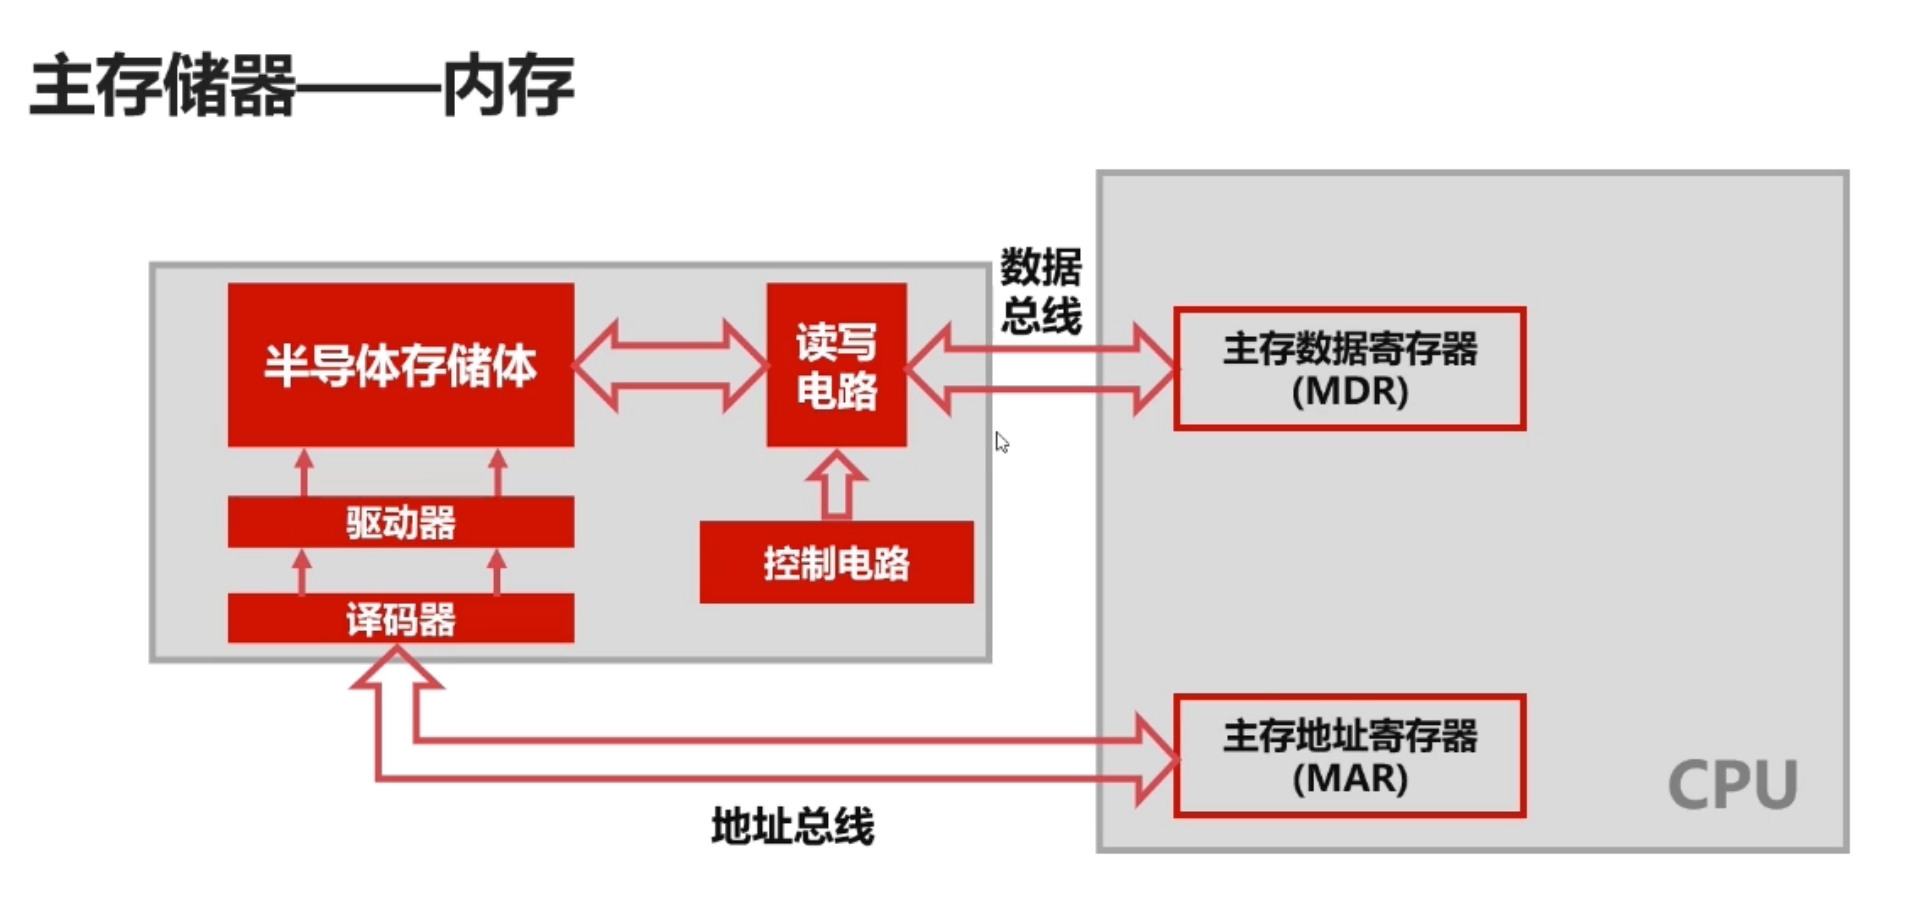 主存储器——内存
数据
总线
半导体存储体
读写
电路
主存数据寄存器
(MDR)
驱动器
控制电路
译码器
主存地址寄存器
(MAR)
CPU
地址总线